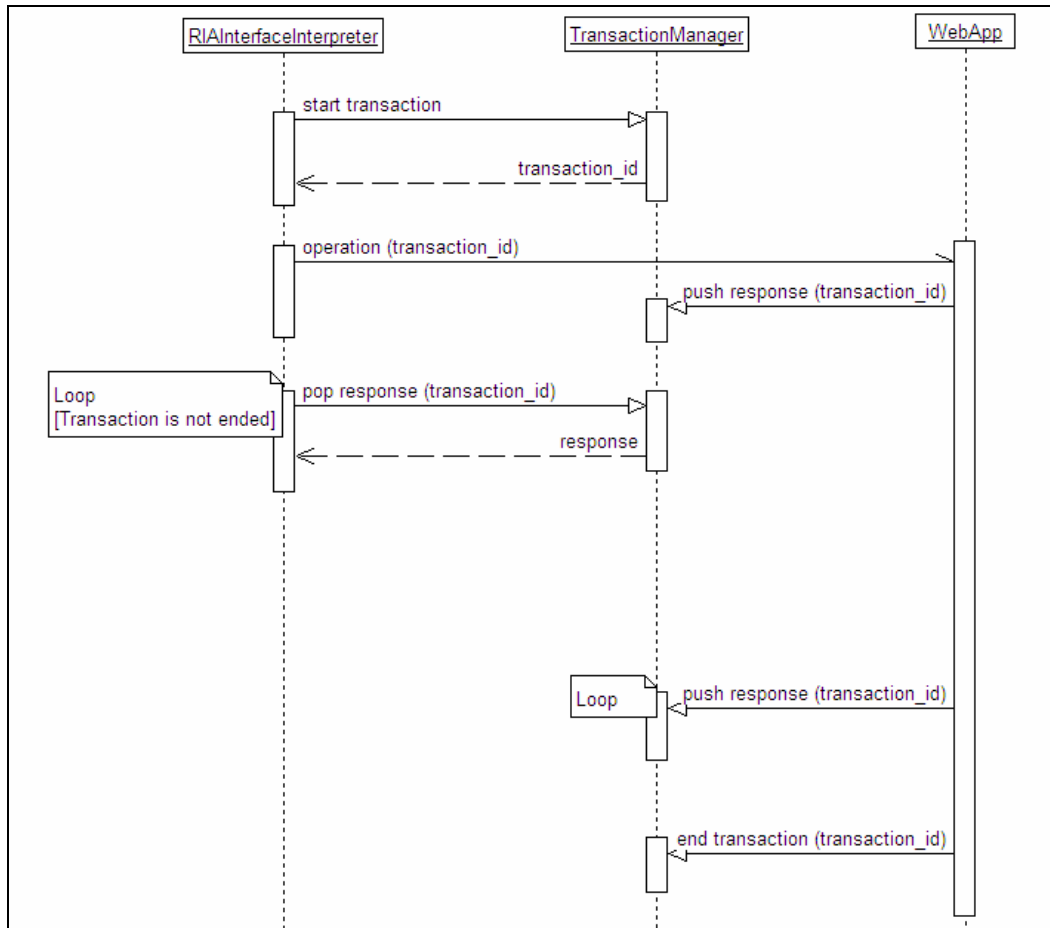 RIAInterfaceInterpreter
TransactionManager
WebApp
start transaction
transaction_id
operation (transaction_id)
push response (transaction_id)
Loop
[Transaction is not ended]
pop response (transaction_id)
response
Loop
push response (transaction_id)
end transaction (transaction_id)